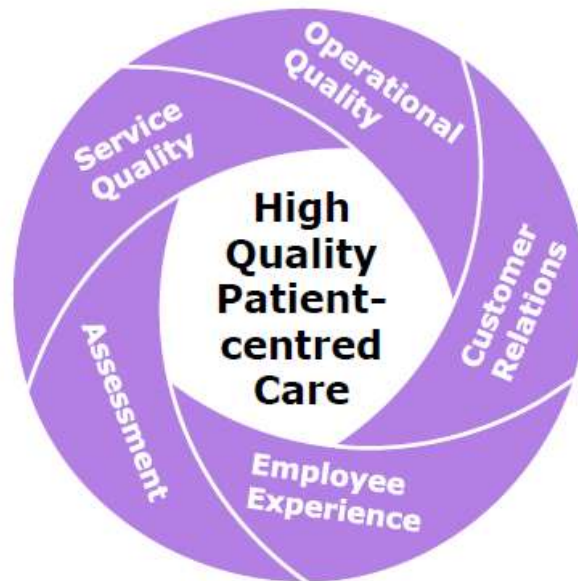 Operational
Quality
Service
Quality
High
Quality
Patient-
centred
Care
Customer
Relations
Assessment
Employee
Experience